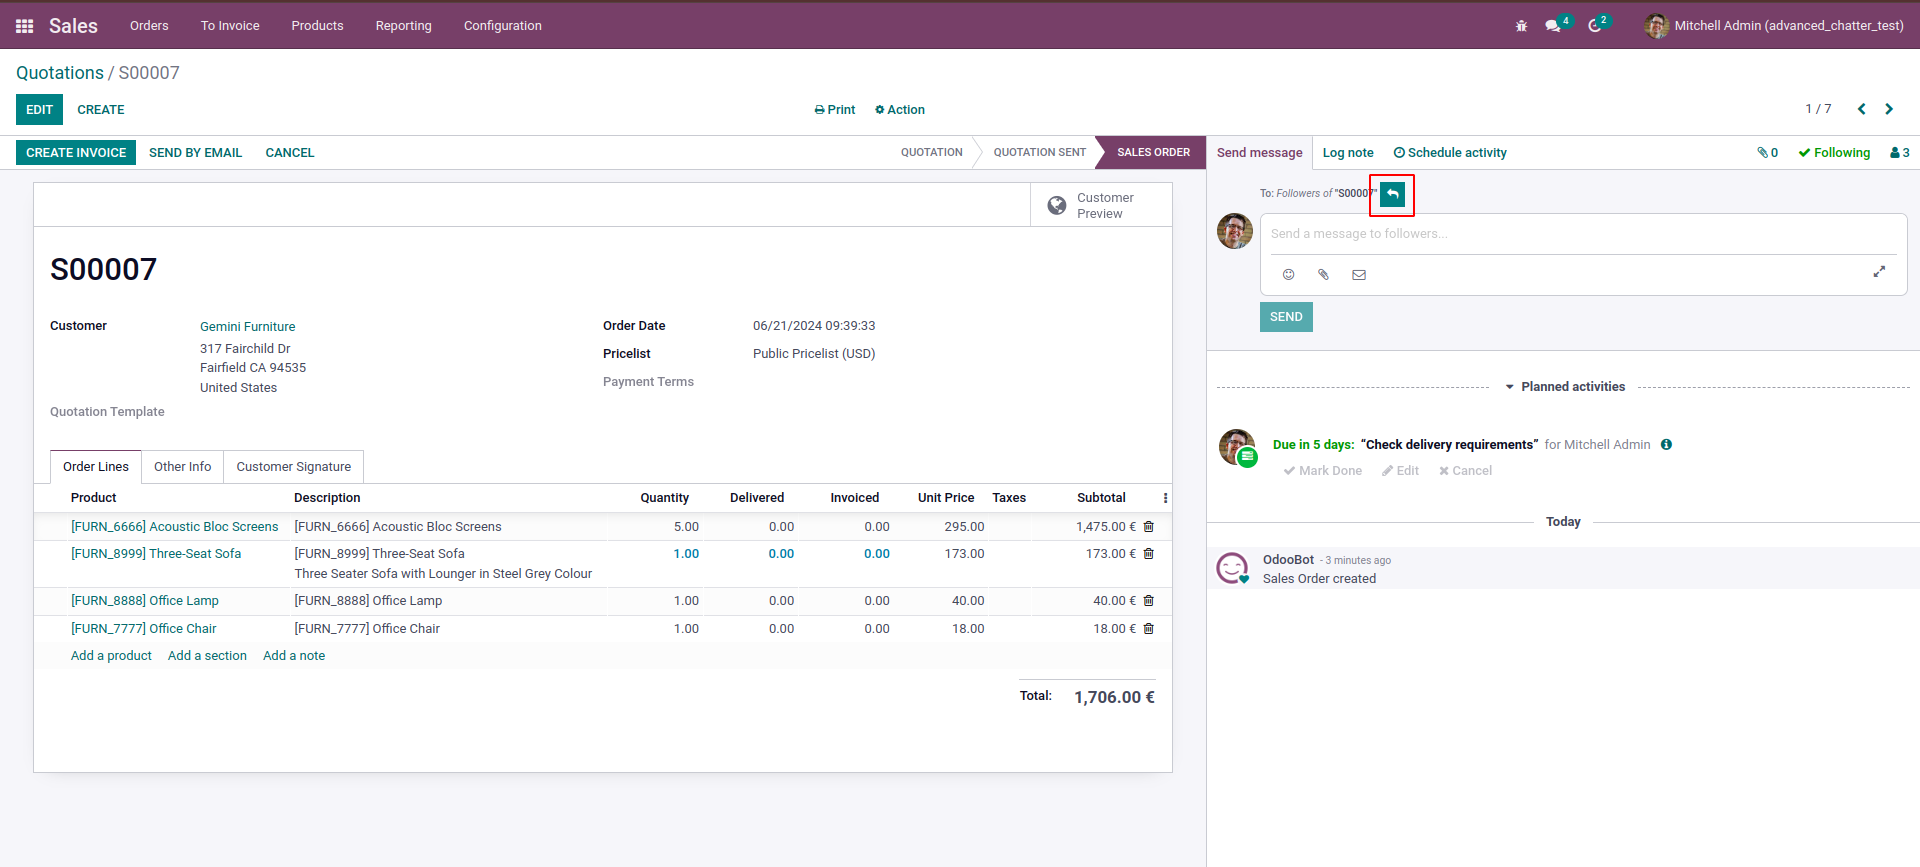 Sales Orders To Invoice Products Reporting Configuration 4 2 Mitchell Admin (advanced_chatter_test)
Quotations / S00007
EDIT CREATE Print Action 1 / 7
CREATE INVOICE SEND BY EMAIL CANCEL QUOTATION QUOTATION SENT SALES ORDER
Send message Log note Schedule activity 0 Following 3
Customer
Preview
To: Followers of "S00007"
Send a message to followers...
SEND
S00007
Customer Gemini Furniture
317 Fairchild Dr
Fairfield CA 94535
United States
Quotation Template
Order Date 06/21/2024 09:39:33
Pricelist Public Pricelist (USD)
Payment Terms
Order Lines Other Info Customer Signature
Product Description Quantity Delivered Invoiced Unit Price Taxes Subtotal
[FURN_6666] Acoustic Bloc Screens [FURN_6666] Acoustic Bloc Screens 5.00 0.00 0.00 295.00 1,475.00 €
[FURN_8999] Three-Seat Sofa [FURN_8999] Three-Seat Sofa 1.00 0.00 0.00 173.00 173.00 €
Three Seater Sofa with Lounger in Steel Grey Colour
[FURN_8888] Office Lamp [FURN_8888] Office Lamp 1.00 0.00 0.00 40.00 40.00 €
[FURN_7777] Office Chair [FURN_7777] Office Chair 1.00 0.00 0.00 18.00 18.00 €
Add a product Add a section Add a note
Total: 1,706.00 €
Planned activities
Due in 5 days: “Check delivery requirements” for Mitchell Admin
Mark Done Edit Cancel
Today
OdooBot - 3 minutes ago
Sales Order created